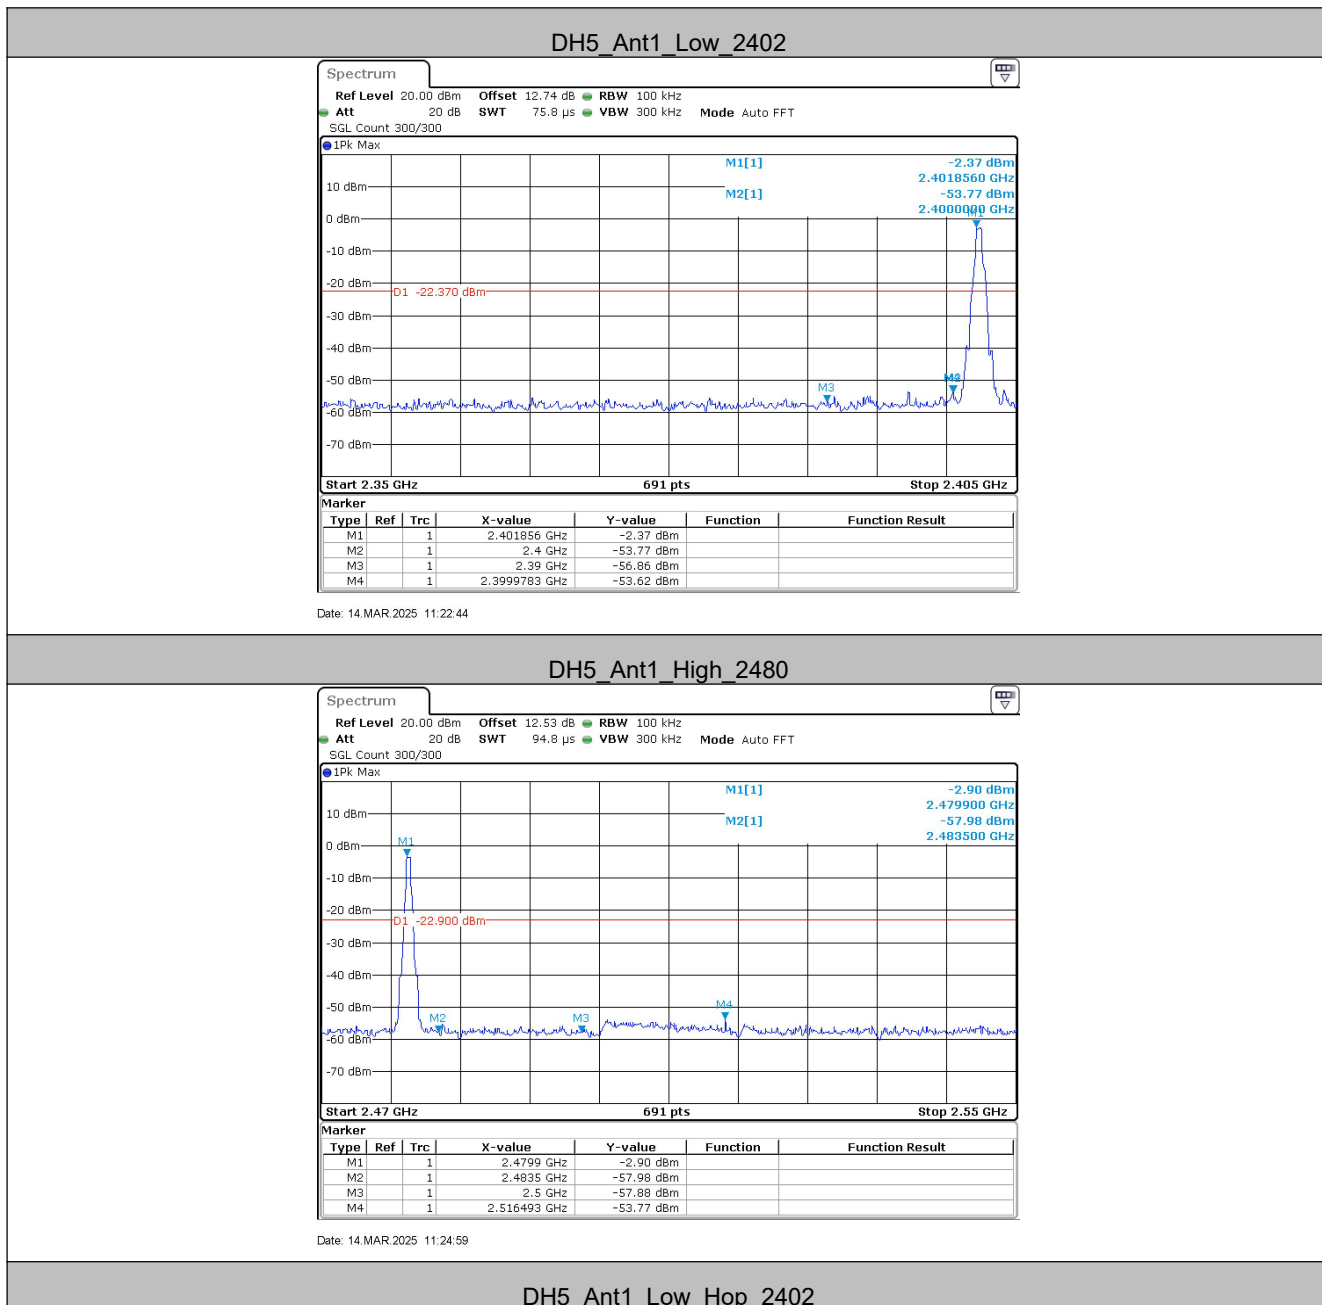 DH5_Ant1_Low_2402
Spectrum
Ref Level 20.00 dBm Offset 12.74 dB RBW 100 kHz
Att 20 dB SWT 75.8 µs VBW 300 kHz Mode Auto FFT
SGL Count 300/300
1Pk Max
M1[1] -2.37 dBm
2.4018560 GHz
M2[1] -53.77 dBm
2.4000000 GHz
10 dBm
M1
0 dBm
-10 dBm
-20 dBm
D1 -22.370 dBm
-30 dBm
-40 dBm
-50 dBm
M3
-60 dBm
-70 dBm
Start 2.35 GHz 691 pts Stop 2.405 GHz
Marker
Type Ref Trc X-value Y-value Function Function Result
M1 1 2.401856 GHz -2.37 dBm
M2 1 2.4 GHz -53.77 dBm
M3 1 2.39 GHz -56.86 dBm
M4 1 2.3999783 GHz -53.62 dBm
Date: 14.MAR.2025 11:22:44
DH5_Ant1_High_2480
Spectrum
Ref Level 20.00 dBm Offset 12.53 dB RBW 100 kHz
Att 20 dB SWT 94.8 µs VBW 300 kHz Mode Auto FFT
SGL Count 300/300
1Pk Max
M1[1] -2.90 dBm
2.479900 GHz
M2[1] -57.98 dBm
2.483500 GHz
10 dBm
M1
0 dBm
-10 dBm
-20 dBm
D1 -22.900 dBm
-30 dBm
-40 dBm
-50 dBm
M2 M3 M4
-60 dBm
-70 dBm
Start 2.47 GHz 691 pts Stop 2.55 GHz
Marker
Type Ref Trc X-value Y-value Function Function Result
M1 1 2.4799 GHz -2.90 dBm
M2 1 2.4835 GHz -57.98 dBm
M3 1 2.5 GHz -57.88 dBm
M4 1 2.516493 GHz -53.77 dBm
Date: 14.MAR.2025 11:24:59
DH5_Ant1_Low_Hop_2402